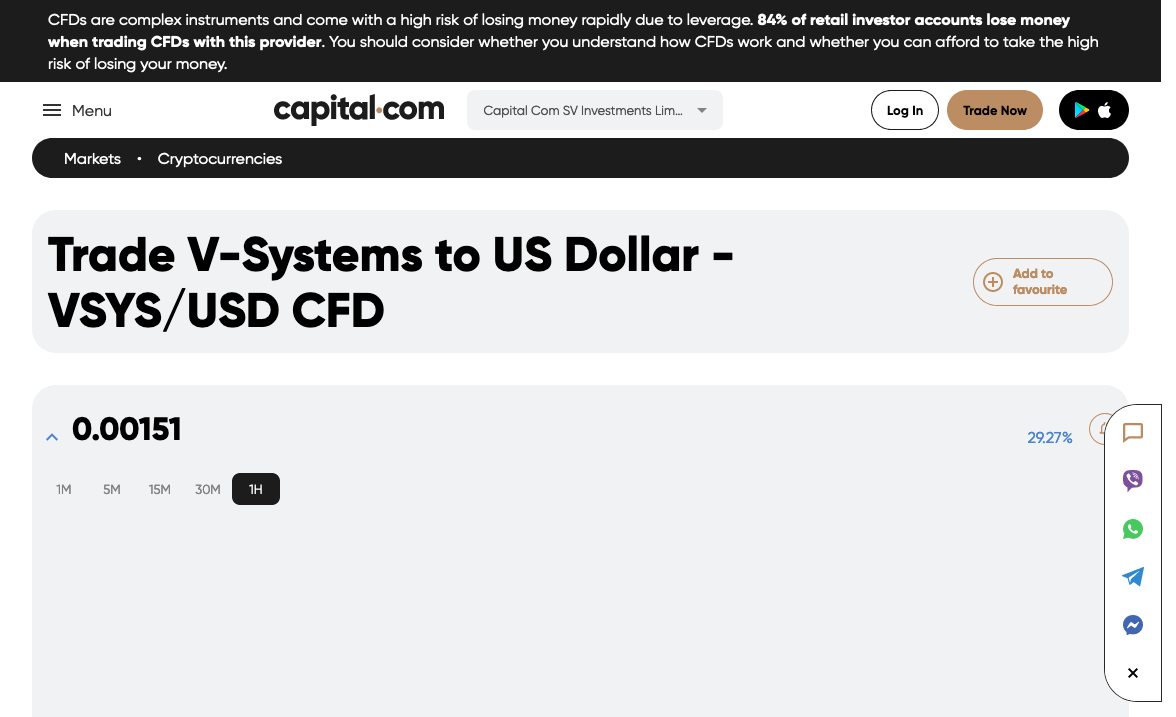 CFDs are complex instruments and come with a high risk of losing money rapidly due to leverage. 84% of retail investor accounts lose money
when trading CFDs with this provider. You should consider whether you understand how CFDs work and whether you can afford to take the high
risk of losing your money.
Menu
capital.com
Capital Com SV Investments Lim...
Log In
Trade Now
Markets • Cryptocurrencies
Trade V-Systems to US Dollar -
VSYS/USD CFD
Add to
favourite
0.00151
29.27%
1M 5M 15M 30M 1H